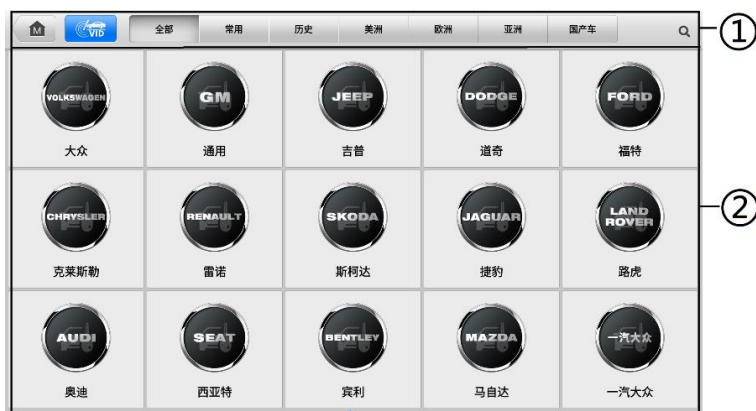 M VID 全部 常用 历史 美洲 欧洲 亚洲 国产车 ①
VOLKSWAGEN GM JEEP DODGE FORD
大众 通用 吉普 道奇 福特
②
CHRYSLER RENAULT SKODA JAGUAR LAND
ROVER
克莱斯勒 雷诺 斯柯达 捷豹 路虎
AUDI SEAT BENTLEY MAZDA 一汽大众
奥迪 西亚特 宾利 马自达 一汽大众